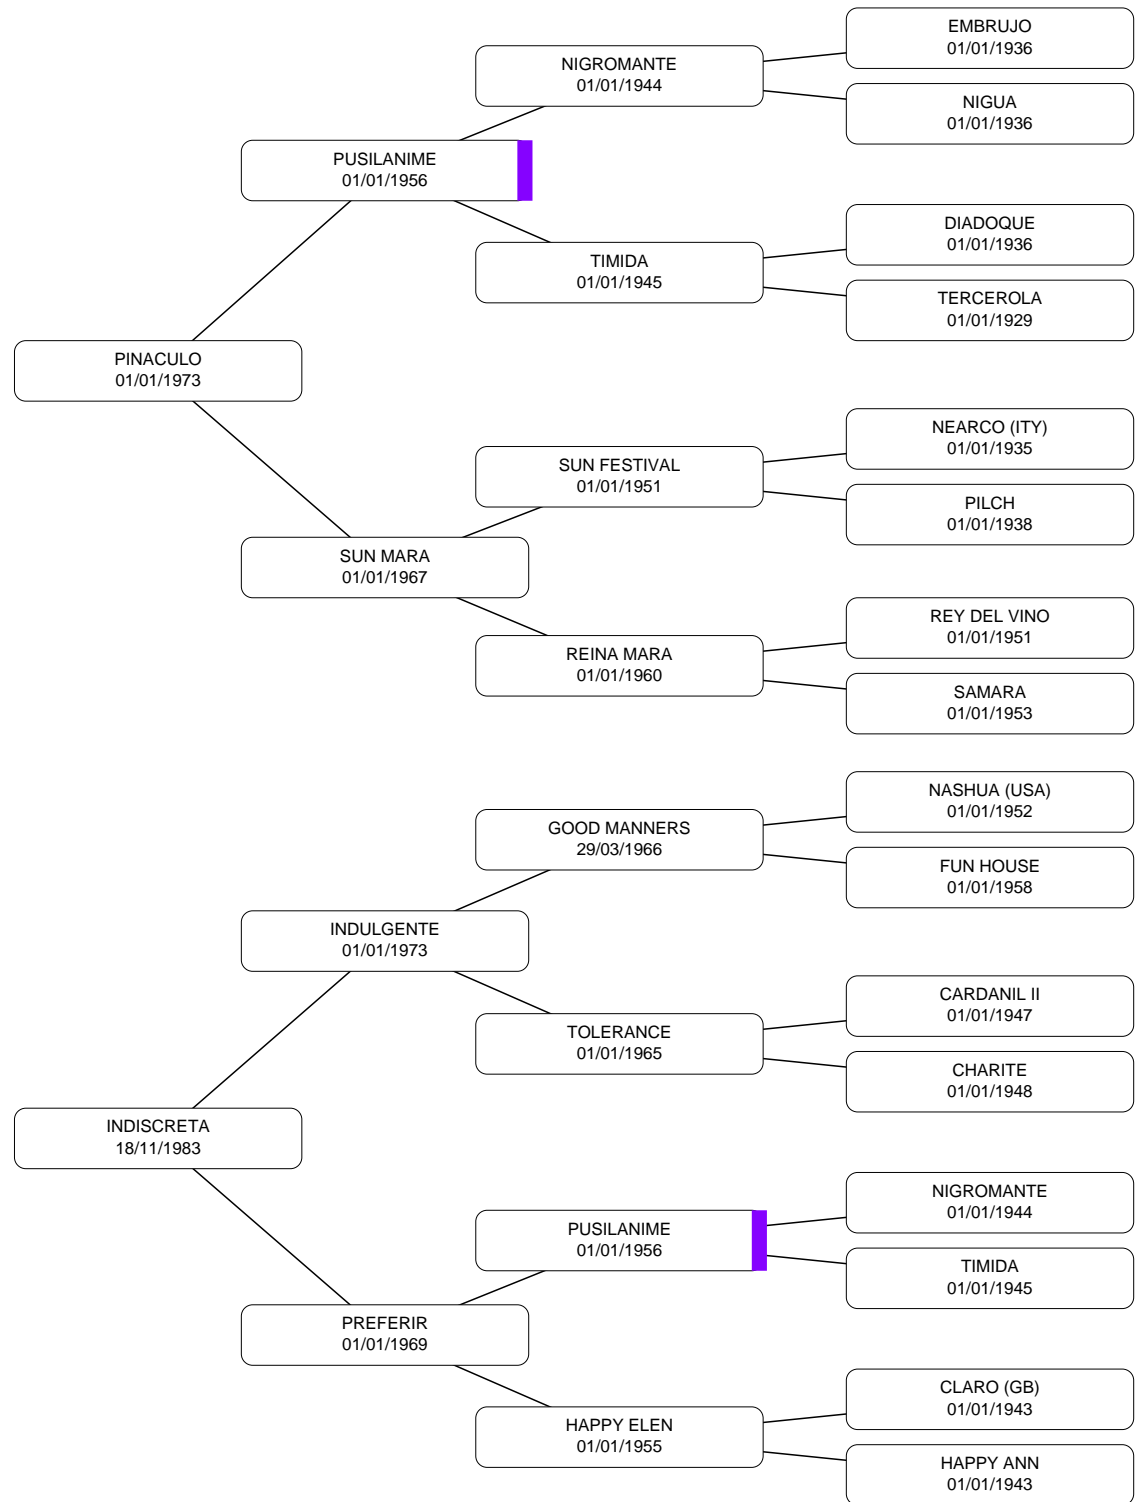 EMBRUJO
01/01/1936
NIGROMANTE
01/01/1944
NIGUA
01/01/1936
PUSILANIME
01/01/1956
DIADOQUE
01/01/1936
TIMIDA
01/01/1945
TERCEROLA
01/01/1929
PINACULO
01/01/1973
NEARCO (ITY)
01/01/1935
SUN FESTIVAL
01/01/1951
PILCH
01/01/1938
SUN MARA
01/01/1967
REY DEL VINO
01/01/1951
REINA MARA
01/01/1960
SAMARA
01/01/1953
NASHUA (USA)
01/01/1952
GOOD MANNERS
29/03/1966
FUN HOUSE
01/01/1958
INDULGENTE
01/01/1973
CARDANIL II
01/01/1947
TOLERANCE
01/01/1965
CHARITE
01/01/1948
INDISCRETA
18/11/1983
NIGROMANTE
01/01/1944
PUSILANIME
01/01/1956
TIMIDA
01/01/1945
PREFERIR
01/01/1969
CLARO (GB)
01/01/1943
HAPPY ELEN
01/01/1955
HAPPY ANN
01/01/1943